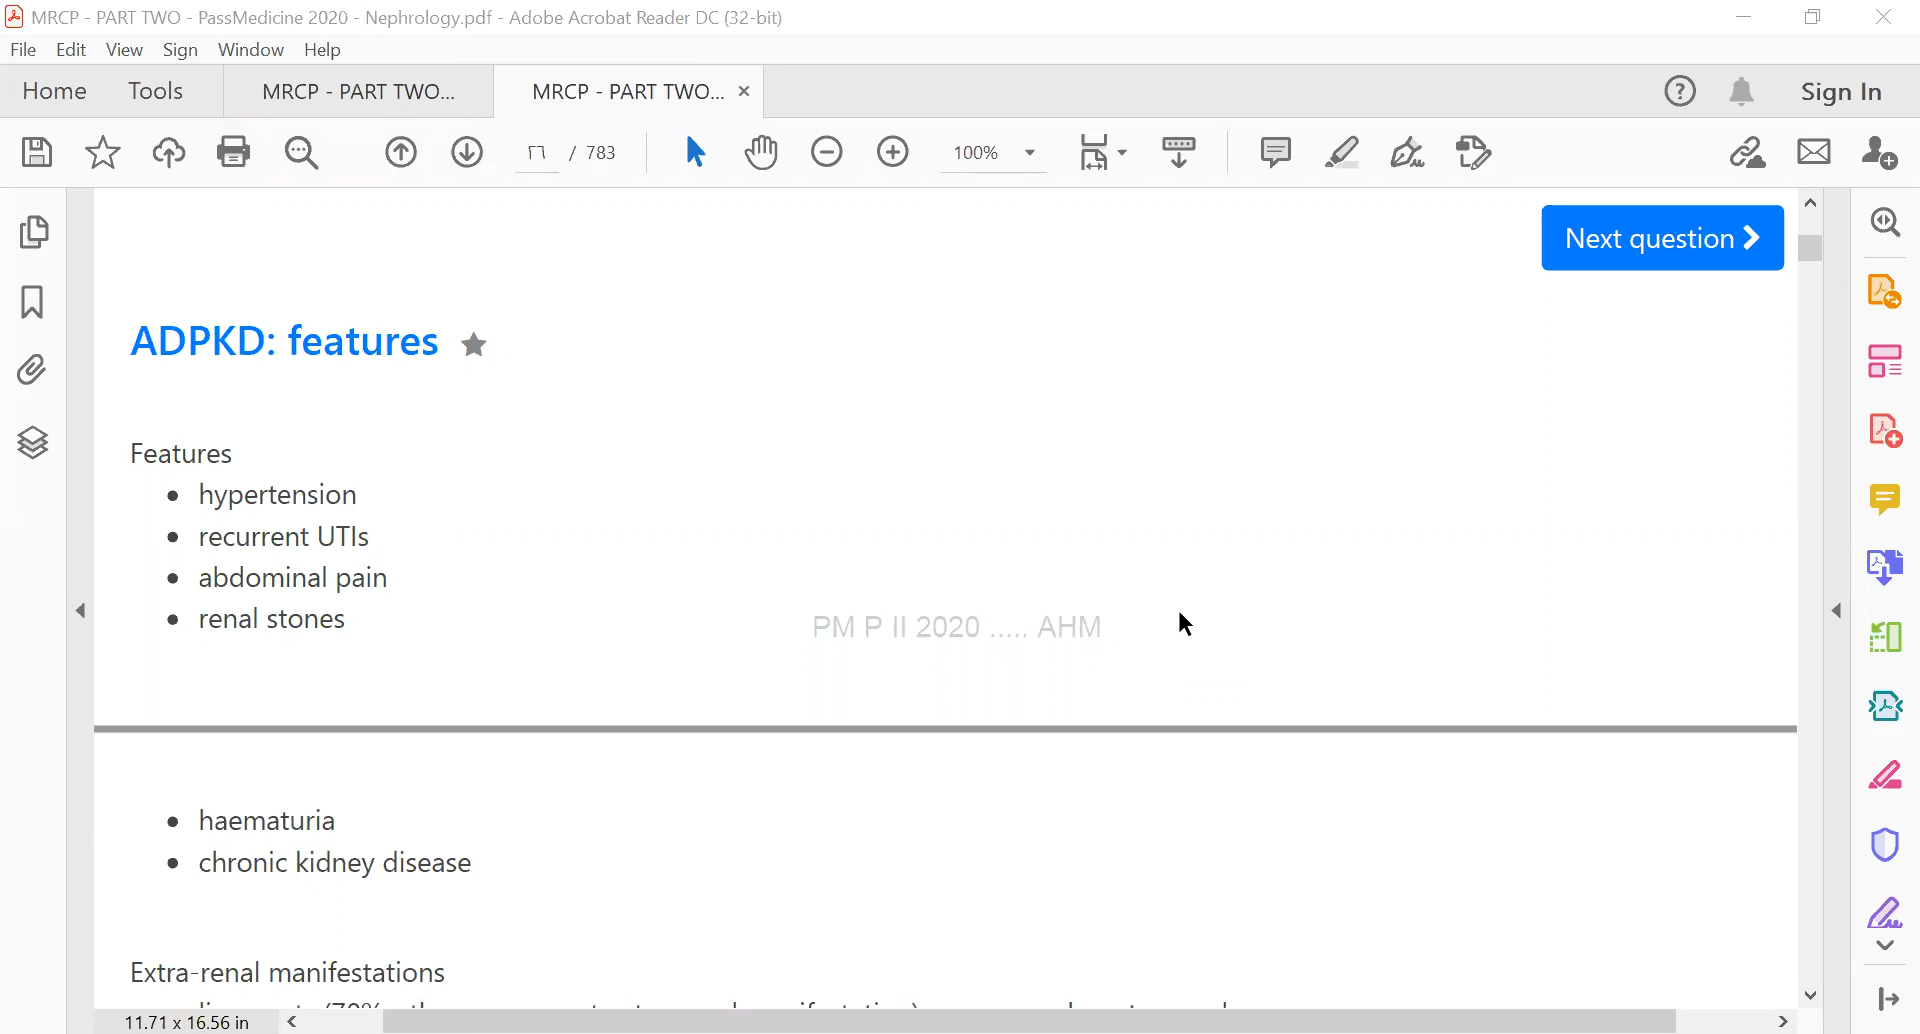 MRCP - PART TWO - PassMedicine 2020 - Nephrology.pdf - Adobe Acrobat Reader DC (32-bit)
File Edit View Sign Window Help
Home Tools MRCP - PART TWO... MRCP - PART TWO... × Sign In
٢٦ / 783 100%
Next question
ADPKD: features
Features
• hypertension
• recurrent UTIs
• abdominal pain
• renal stones
PM P II 2020 ..... AHM
• haematuria
• chronic kidney disease
Extra-renal manifestations
11.71 x 16.56 in